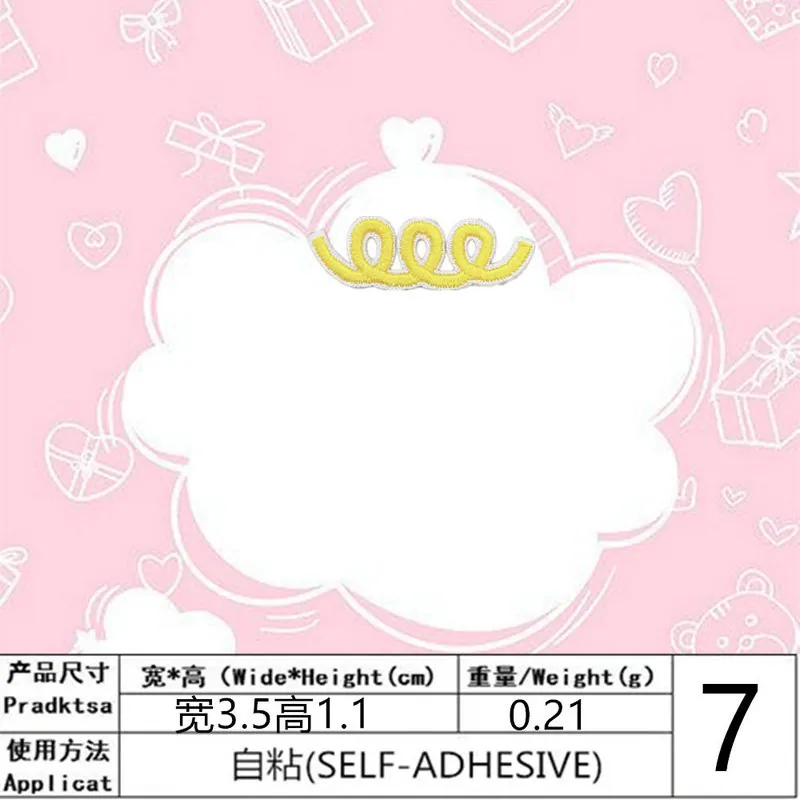 产品尺寸
Pradktsa
宽*高 (Wide*Height(cm)
重量/Weight(g)
宽3.5高1.1
0.21
7
使用方法
Applicat
自粘(SELF-ADHESIVE)